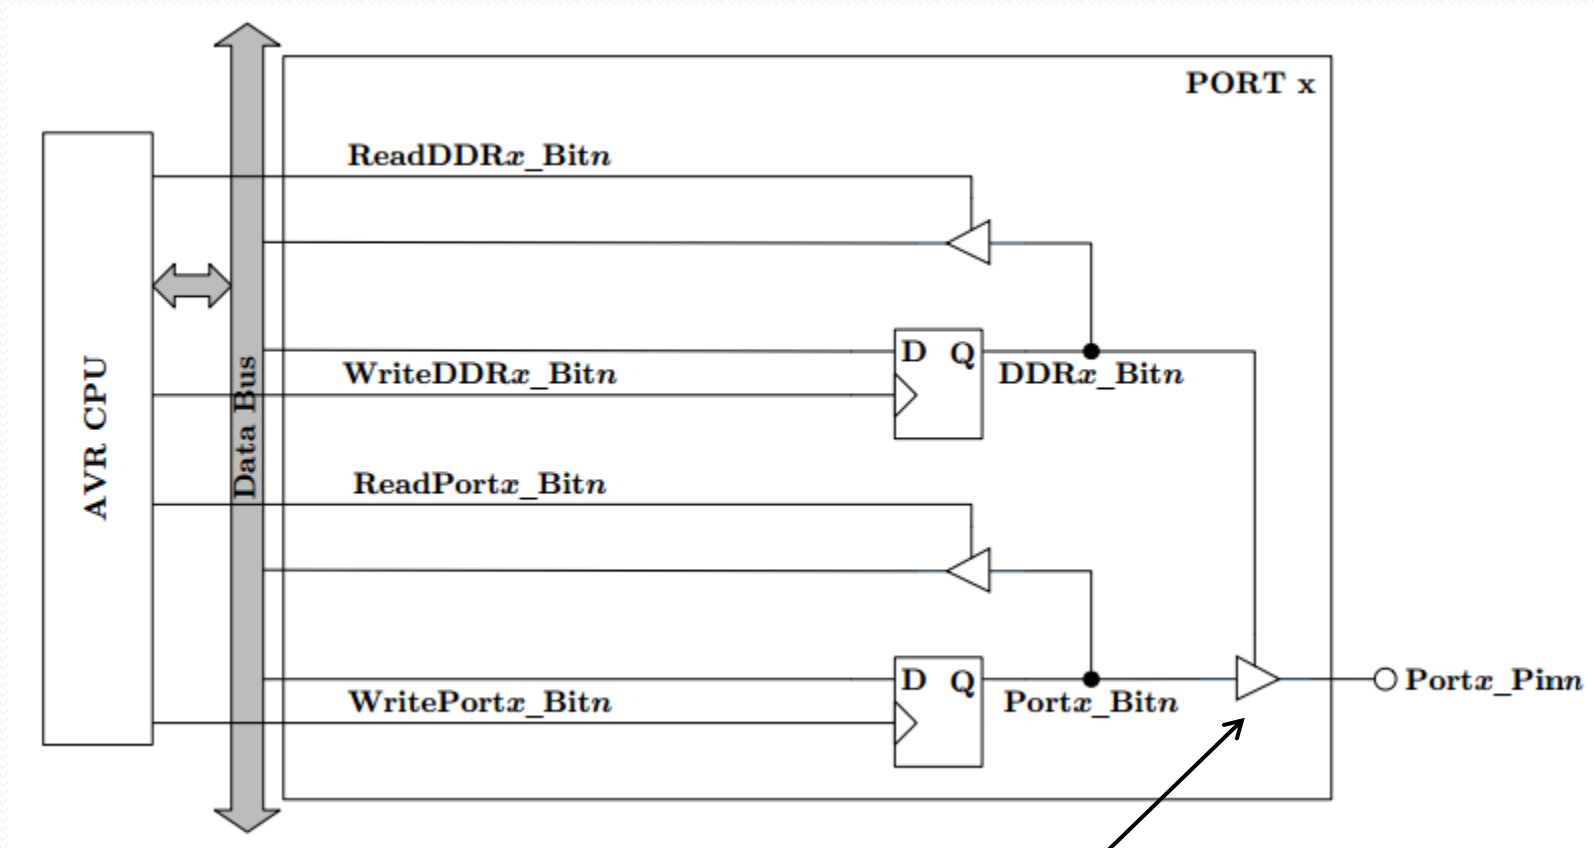 PORT x
ReadDDRx_Bitn
D Q
WriteDDRx_Bitn
DDRx_Bitn
AVR CPU
Data Bus
ReadPortx_Bitn
D Q
Portx_Pinn
WritePortx_Bitn
Portx_Bitn